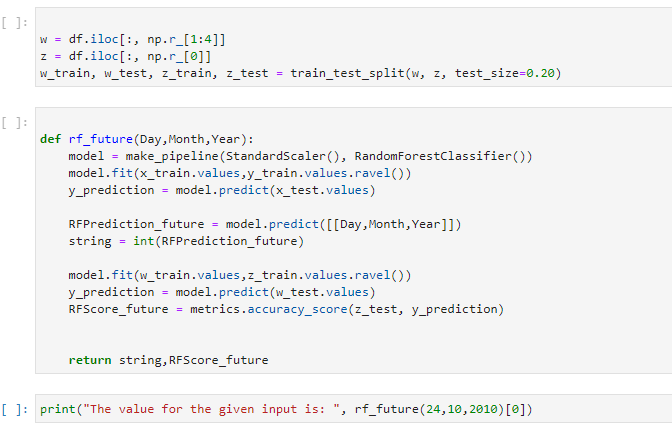 [ ]:
w = df.iloc[:, np.r_[1:4]]
z = df.iloc[:, np.r_[0]]
w_train, w_test, z_train, z_test = train_test_split(w, z, test_size=0.20)
[ ]:
def rf_future(Day,Month,Year):
    model = make_pipeline(StandardScaler(), RandomForestClassifier())
    model.fit(x_train.values,y_train.values.ravel())
    y_prediction = model.predict(x_test.values)
    RFPrediction_future = model.predict([[Day,Month,Year]])
    string = int(RFPrediction_future)
    model.fit(w_train.values,z_train.values.ravel())
    y_prediction = model.predict(w_test.values)
    RFScore_future = metrics.accuracy_score(z_test, y_prediction)
    return string,RFScore_future
[ ]: print("The value for the given input is: ", rf_future(24,10,2010)[0])